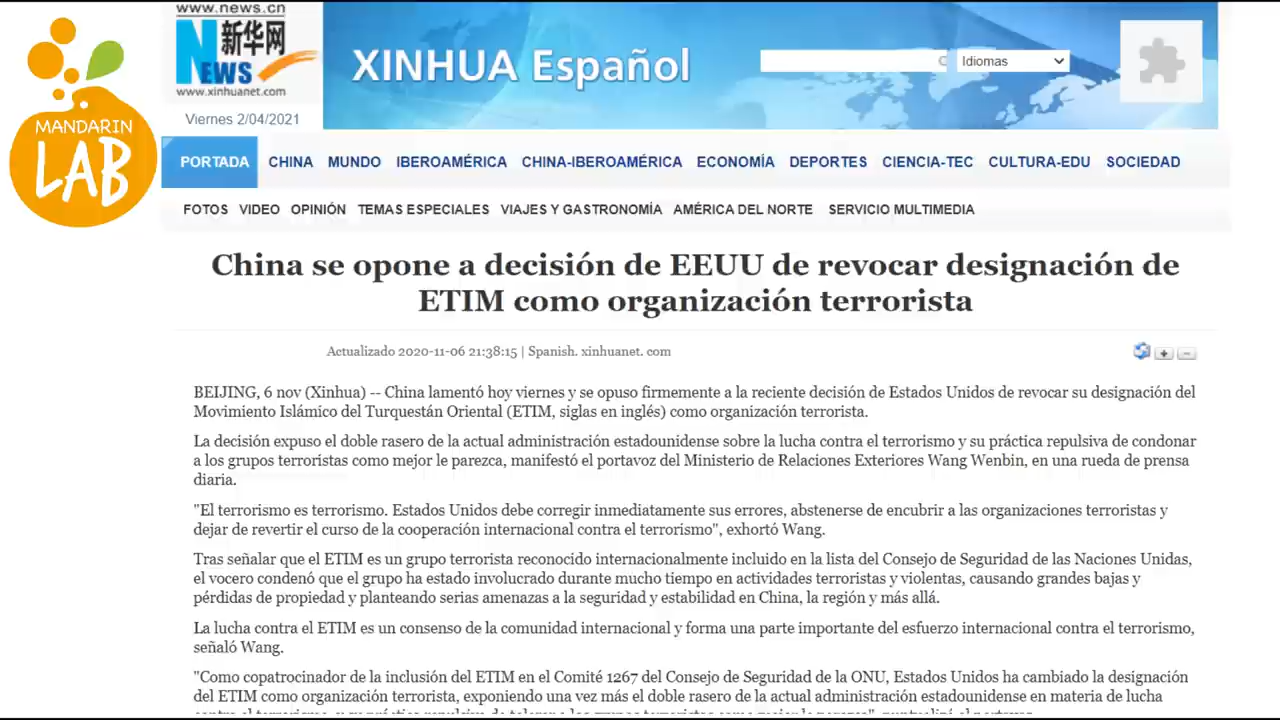 www.news.cn
新华网
NEWS
www.xinhuanet.com
XINHUA Español
Idiomas
MANDARIN
LAB
Viernes 2/04/2021
PORTADA CHINA MUNDO IBEROAMÉRICA CHINA-IBEROAMÉRICA ECONOMÍA DEPORTES CIENCIA-TEC CULTURA-EDU SOCIEDAD
FOTOS VIDEO OPINIÓN TEMAS ESPECIALES VIAJES Y GASTRONOMÍA AMÉRICA DEL NORTE SERVICIO MULTIMEDIA
China se opone a decisión de EEUU de revocar designación de
ETIM como organización terrorista
Actualizado 2020-11-06 21:38:15 | Spanish. xinhuanet. com
BEIJING, 6 nov (Xinhua) -- China lamentó hoy viernes y se opuso firmemente a la reciente decisión de Estados Unidos de revocar su designación del
Movimiento Islámico del Turquestán Oriental (ETIM, siglas en inglés) como organización terrorista.
La decisión expuso el doble rasero de la actual administración estadounidense sobre la lucha contra el terrorismo y su práctica repulsiva de condonar
a los grupos terroristas como mejor le parezca, manifestó el portavoz del Ministerio de Relaciones Exteriores Wang Wenbin, en una rueda de prensa
diaria.
"El terrorismo es terrorismo. Estados Unidos debe corregir inmediatamente sus errores, abstenerse de encubrir a las organizaciones terroristas y
dejar de revertir el curso de la cooperación internacional contra el terrorismo", exhortó Wang.
Tras señalar que el ETIM es un grupo terrorista reconocido internacionalmente incluido en la lista del Consejo de Seguridad de las Naciones Unidas,
el vocero condenó que el grupo ha estado involucrado durante mucho tiempo en actividades terroristas y violentas, causando grandes bajas y
pérdidas de propiedad y planteando serias amenazas a la seguridad y estabilidad en China, la región y más allá.
La lucha contra el ETIM es un consenso de la comunidad internacional y forma una parte importante del esfuerzo internacional contra el terrorismo,
señaló Wang.
"Como copatrocinador de la inclusión del ETIM en el Comité 1267 del Consejo de Seguridad de la ONU, Estados Unidos ha cambiado la designación
del ETIM como organización terrorista, exponiendo una vez más el doble rasero de la actual administración estadounidense en materia de lucha